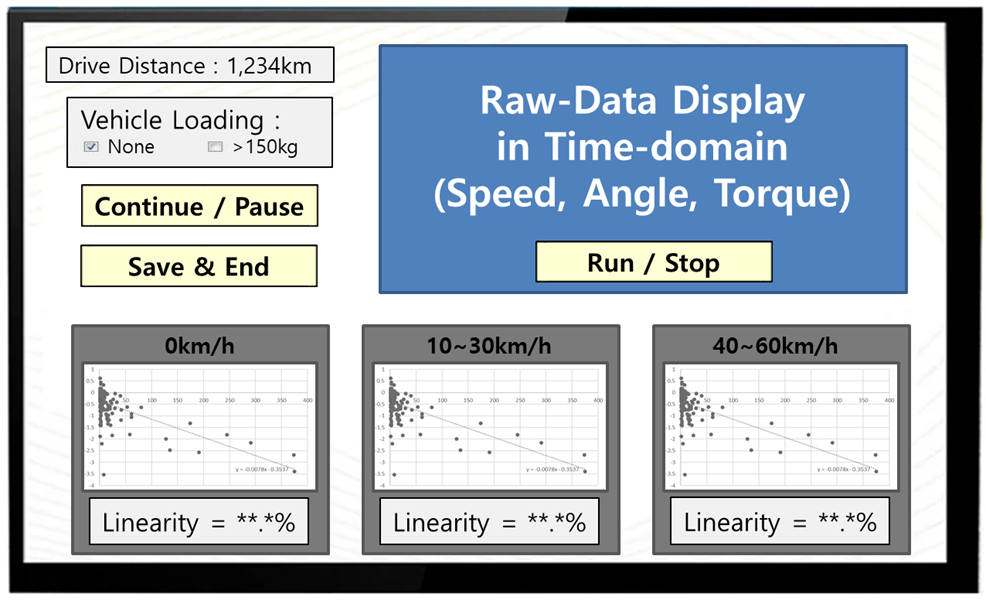 Drive Distance : 1,234km
Vehicle Loading :
None >150kg
Continue / Pause
Save & End
Raw-Data Display
in Time-domain
(Speed, Angle, Torque)
Run / Stop
0km/h
1
0.5
0
-0.5
-1
-1.5
-2
-2.5
-3
-3.5
-4
50 100 150 200 250 300 350 400
y = -0.0078x - 0.3537
Linearity = **.*%
10~30km/h
1
0.5
0
-0.5
-1
-1.5
-2
-2.5
-3
-3.5
-4
50 100 150 200 250 300 350 400
y = -0.0078x - 0.3537
Linearity = **.*%
40~60km/h
1
0.5
0
-0.5
-1
-1.5
-2
-2.5
-3
-3.5
-4
50 100 150 200 250 300 350 400
y = -0.0078x - 0.3537
Linearity = **.*%